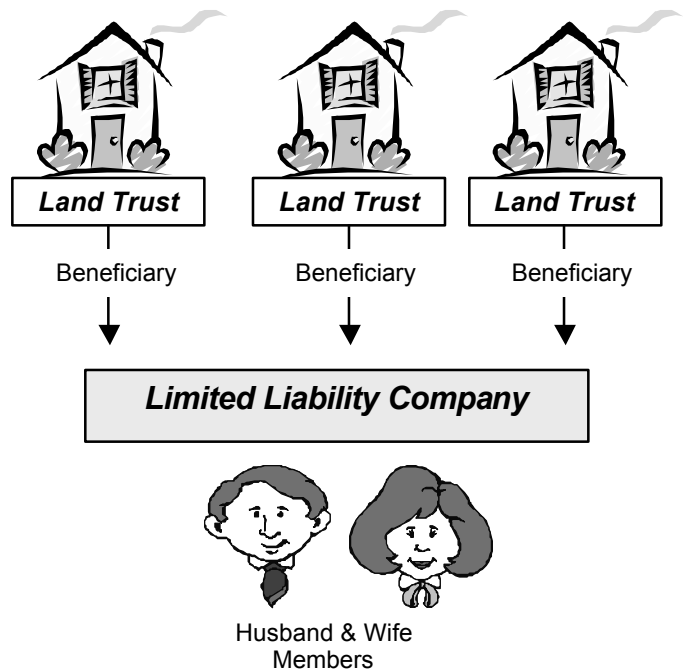 Land Trust Land Trust Land Trust
Beneficiary Beneficiary Beneficiary
Limited Liability Company
Husband & Wife
Members